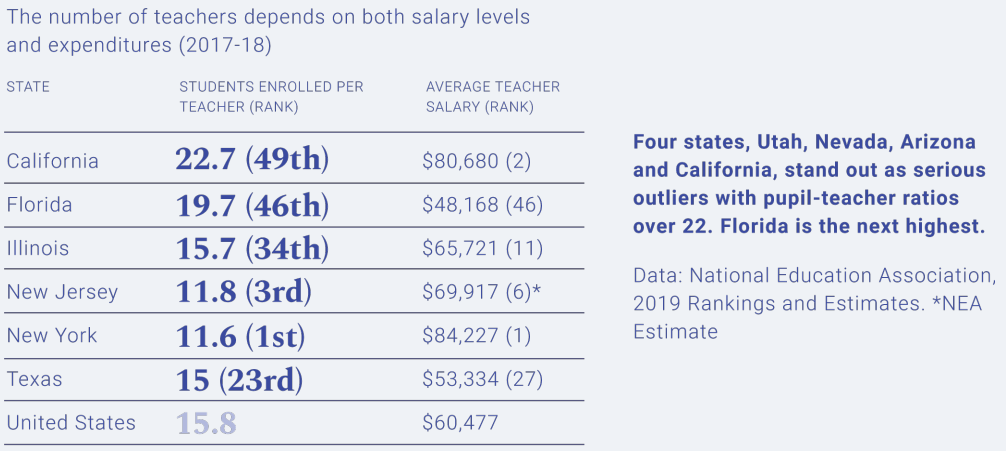 The number of teachers depends on both salary levels
and expenditures (2017-18)
STATE
STUDENTS ENROLLED PER
TEACHER (RANK)
AVERAGE TEACHER
SALARY (RANK)
California 22.7 (49th) $80,680 (2)
Florida 19.7 (46th) $48,168 (46)
Illinois 15.7 (34th) $65,721 (11)
New Jersey 11.8 (3rd) $69,917 (6)*
New York 11.6 (1st) $84,227 (1)
Texas 15 (23rd) $53,334 (27)
United States 15.8 $60,477
Four states, Utah, Nevada, Arizona
and California, stand out as serious
outliers with pupil-teacher ratios
over 22. Florida is the next highest.
Data: National Education Association,
2019 Rankings and Estimates. *NEA
Estimate